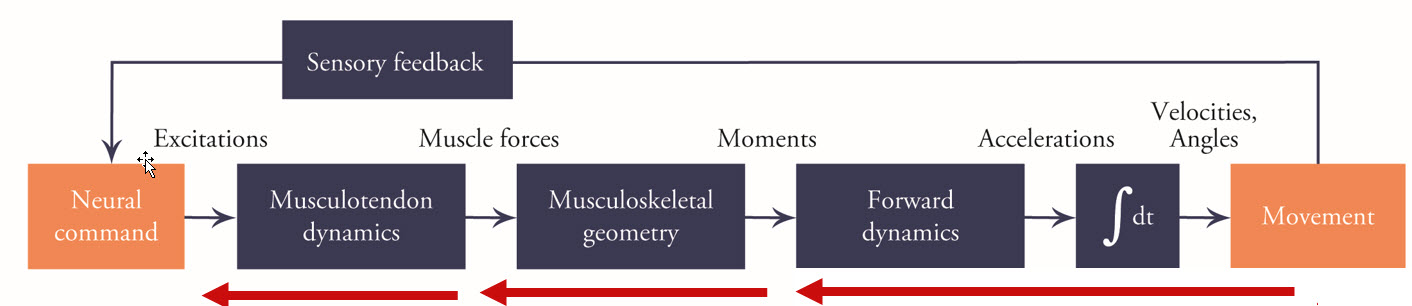 Sensory feedback
Velocities,
Excitations Muscle forces Moments Accelerations Angles
Neural
command
Musculotendon
dynamics
Musculoskeletal
geometry
Forward
dynamics
∫dt
Movement